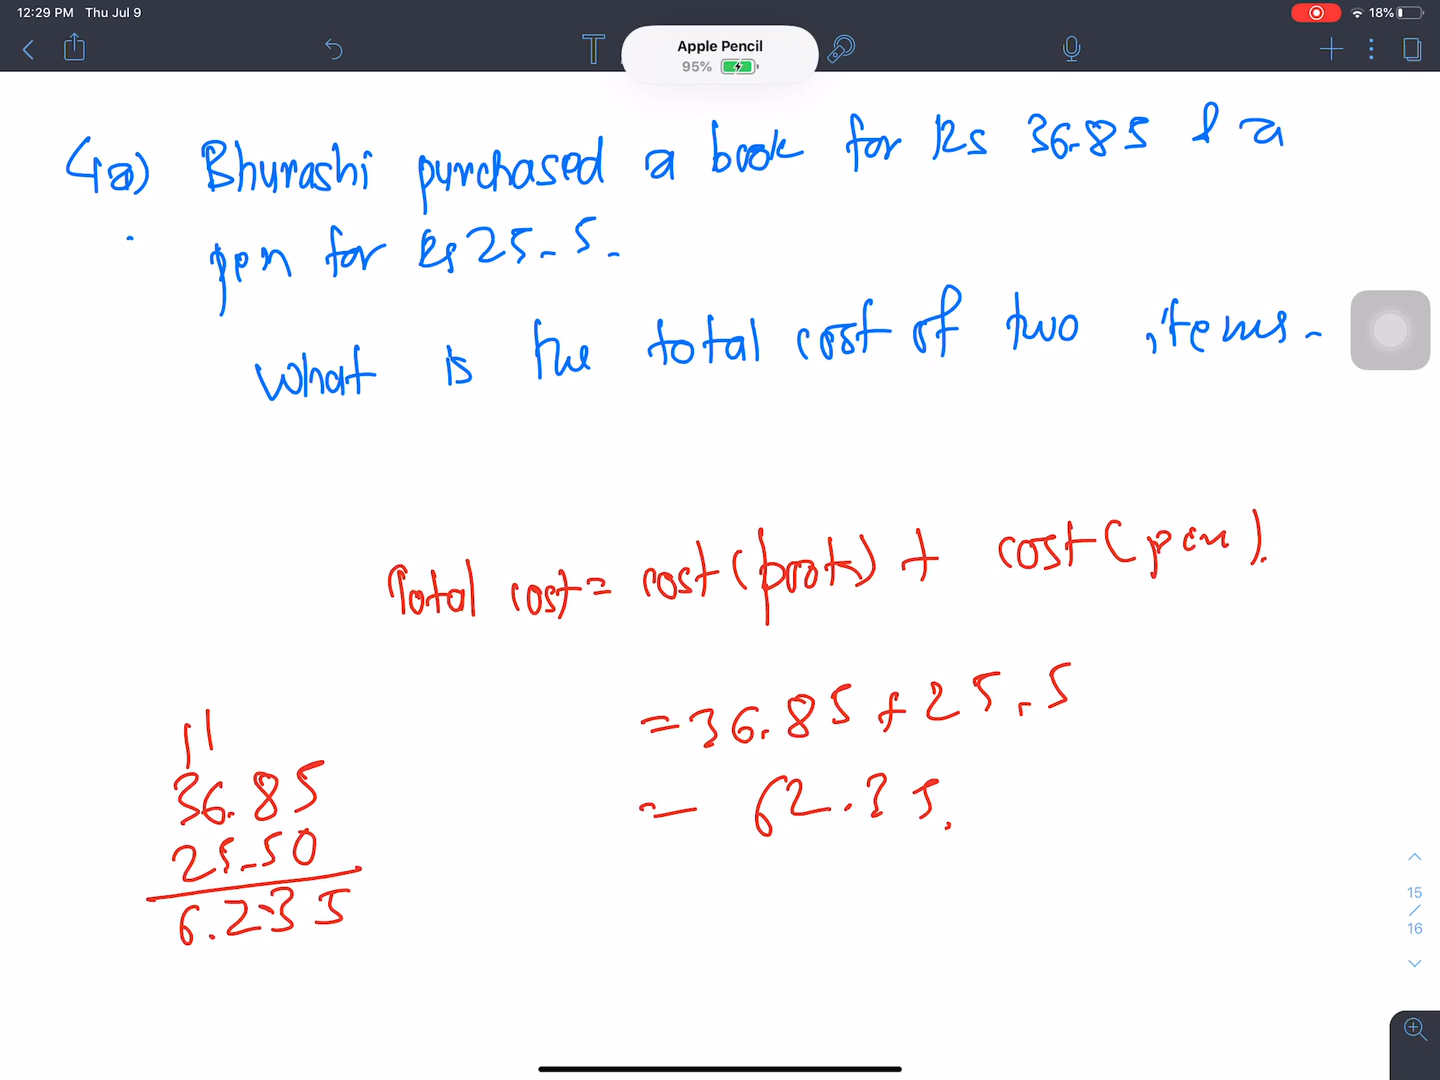 12:29 PM Thu Jul 9
18%
Apple Pencil
95%
4a) Bhurashi purchased a book for Rs 36.85 & a
pen for Rs 25.5.
What is the total cost of two items.
Total cost = cost(book) + cost(pen).
= 36.85 + 25.5
= 62.35.
11
36.85
25.50
6.2.35
15
/
16